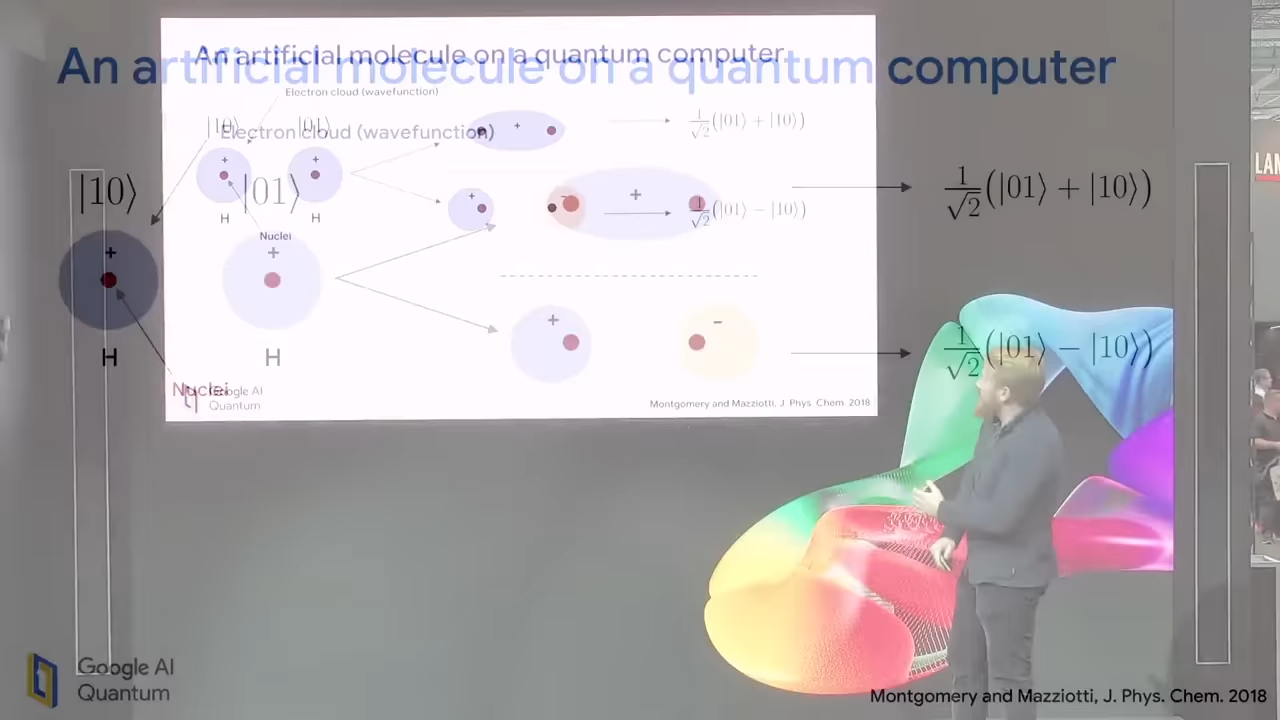 An artificial molecule on a quantum computer
An artificial molecule on a quantum computer
Electron cloud (wavefunction)
|10⟩ |01⟩
Electron cloud (wavefunction)
+
1/√2(|01⟩ + |10⟩)
+ +
H H
+
−
1/√2(|01⟩ − |10⟩)
|10⟩ |01⟩
+
1/√2(|01⟩ + |10⟩)
Nuclei
+ +
H H
+ −
1/√2(|01⟩ − |10⟩)
Nuclei
Google AI
Quantum
Montgomery and Mazziotti, J. Phys. Chem. 2018
LAM
Google AI
Quantum
Montgomery and Mazziotti, J. Phys. Chem. 2018